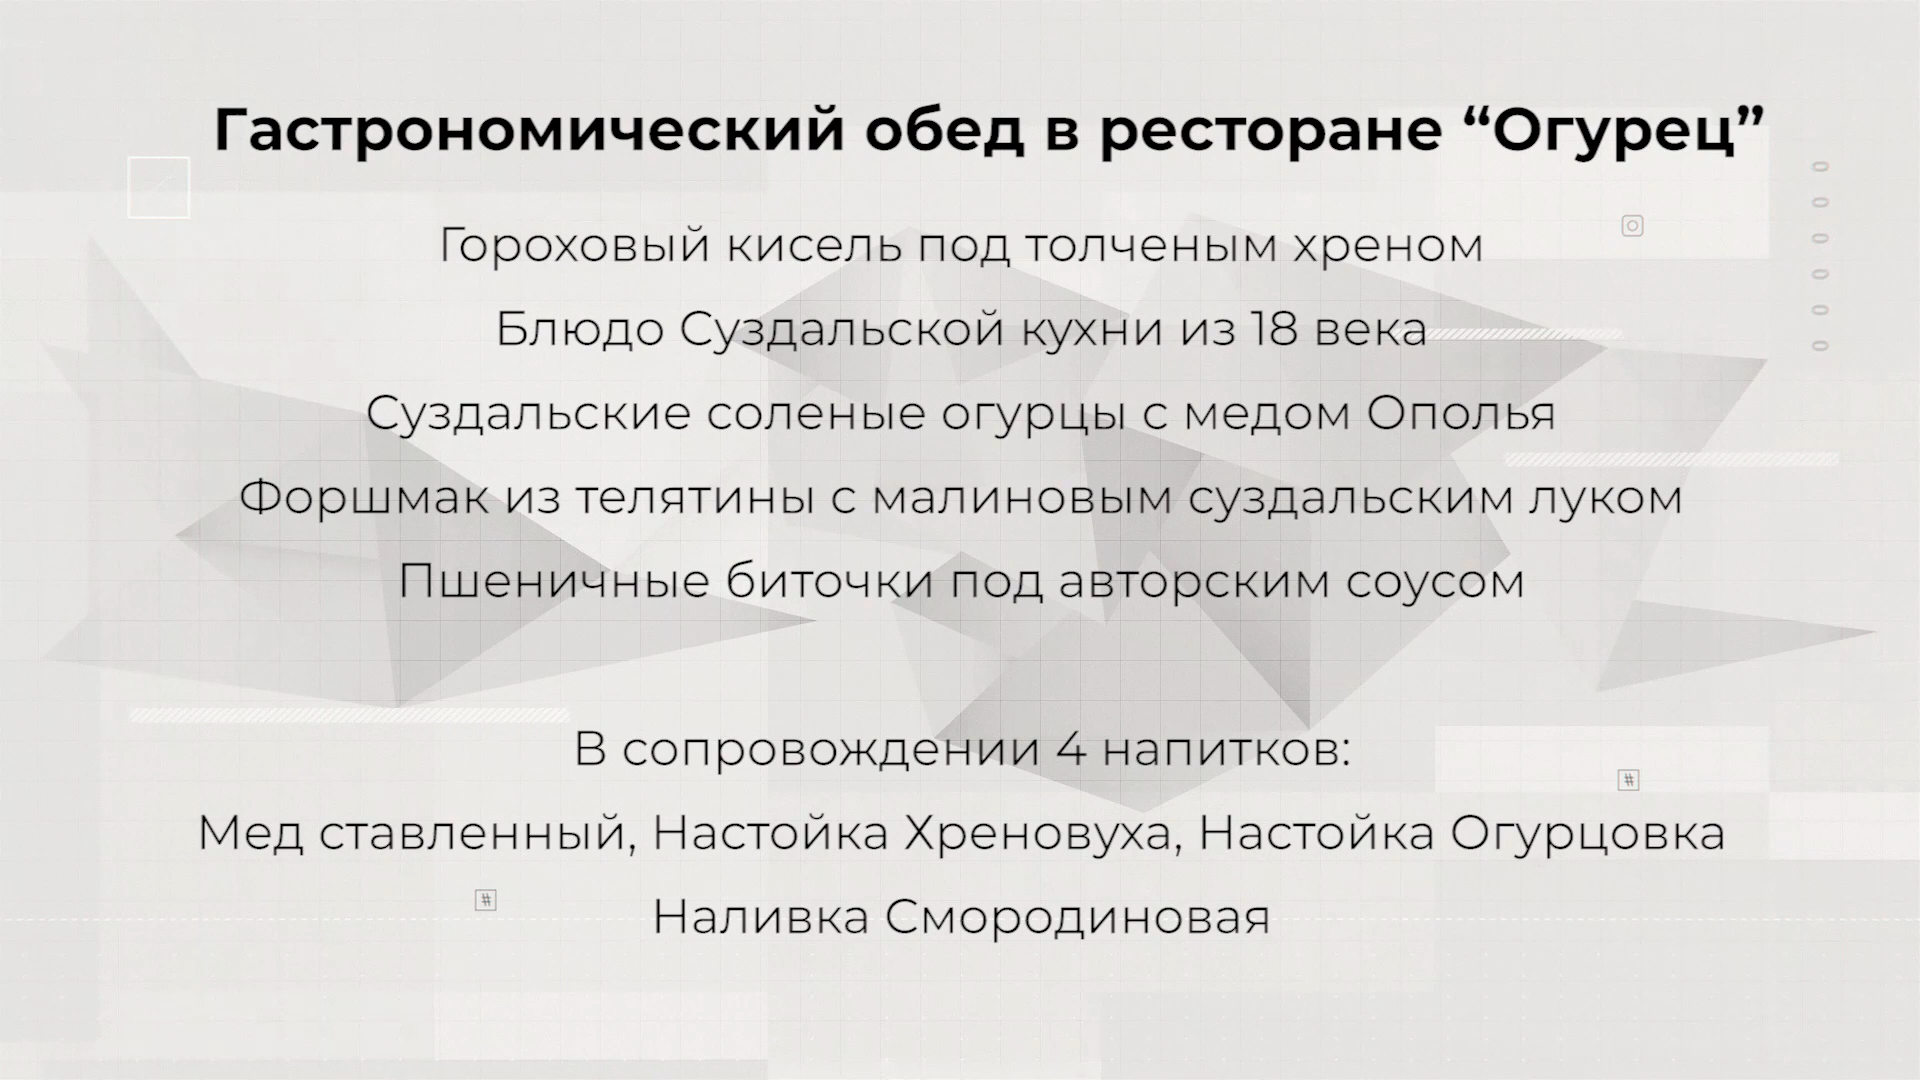 Гастрономический обед в ресторане “Огурец”
Гороховый кисель под толченым хреном
Блюдо Суздальской кухни из 18 века
Суздальские соленые огурцы с медом Ополья
Форшмак из телятины с малиновым суздальским луком
Пшеничные биточки под авторским соусом
В сопровождении 4 напитков:
Мед ставленный, Настойка Хреновуха, Настойка Огурцовка
Наливка Смородиновая
000000
#
#